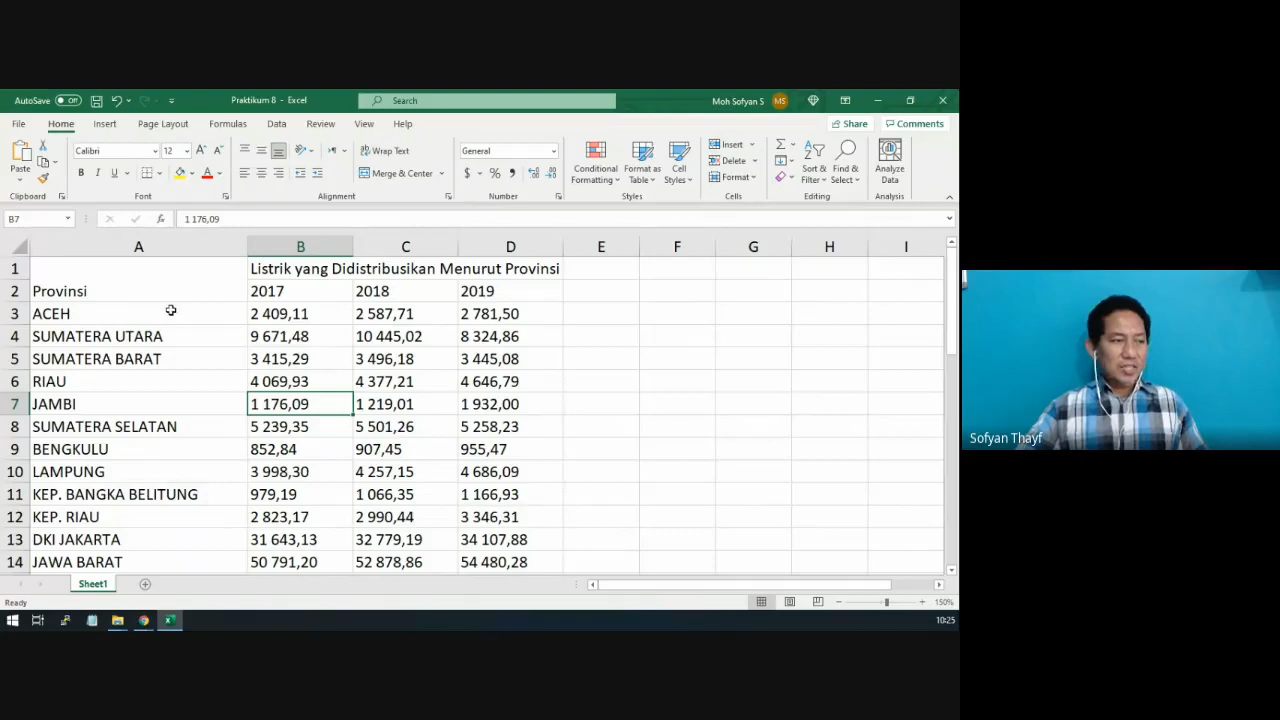 AutoSave Off Praktikum 8 - Excel Search Moh Sofyan S MS
File Home Insert Page Layout Formulas Data Review View Help Share Comments
Paste Calibri 12 Wrap Text General Conditional Formatting Format as Table Cell Styles Insert Sort & Filter Find & Select Analyze Data
B I U Merge & Center $ % Delete
Format
Clipboard Font Alignment Number Styles Cells Editing Analysis
B7 fx 1 176,09
A B C D E F G H I
1 Listrik yang Didistribusikan Menurut Provinsi
2 Provinsi 2017 2018 2019
3 ACEH 2 409,11 2 587,71 2 781,50
4 SUMATERA UTARA 9 671,48 10 445,02 8 324,86
5 SUMATERA BARAT 3 415,29 3 496,18 3 445,08
6 RIAU 4 069,93 4 377,21 4 646,79
7 JAMBI 1 176,09 1 219,01 1 932,00
8 SUMATERA SELATAN 5 239,35 5 501,26 5 258,23
9 BENGKULU 852,84 907,45 955,47
10 LAMPUNG 3 998,30 4 257,15 4 686,09
11 KEP. BANGKA BELITUNG 979,19 1 066,35 1 166,93
12 KEP. RIAU 2 823,17 2 990,44 3 346,31
13 DKI JAKARTA 31 643,13 32 779,19 34 107,88
14 JAWA BARAT 50 791,20 52 878,86 54 480,28
Sheet1
Ready 150%
10:25
Sofyan Thayf